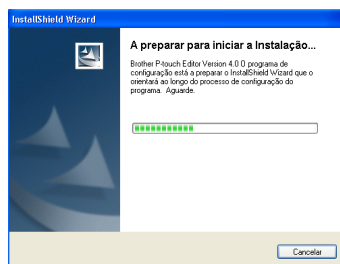 InstallShield Wizard
A preparar para iniciar a Instalação...
Brother P-touch Editor Version 4.0 O programa de
configuração está a preparar o InstallShield Wizard que o
orientará ao longo do processo de configuração do
programa. Aguarde.
Cancelar